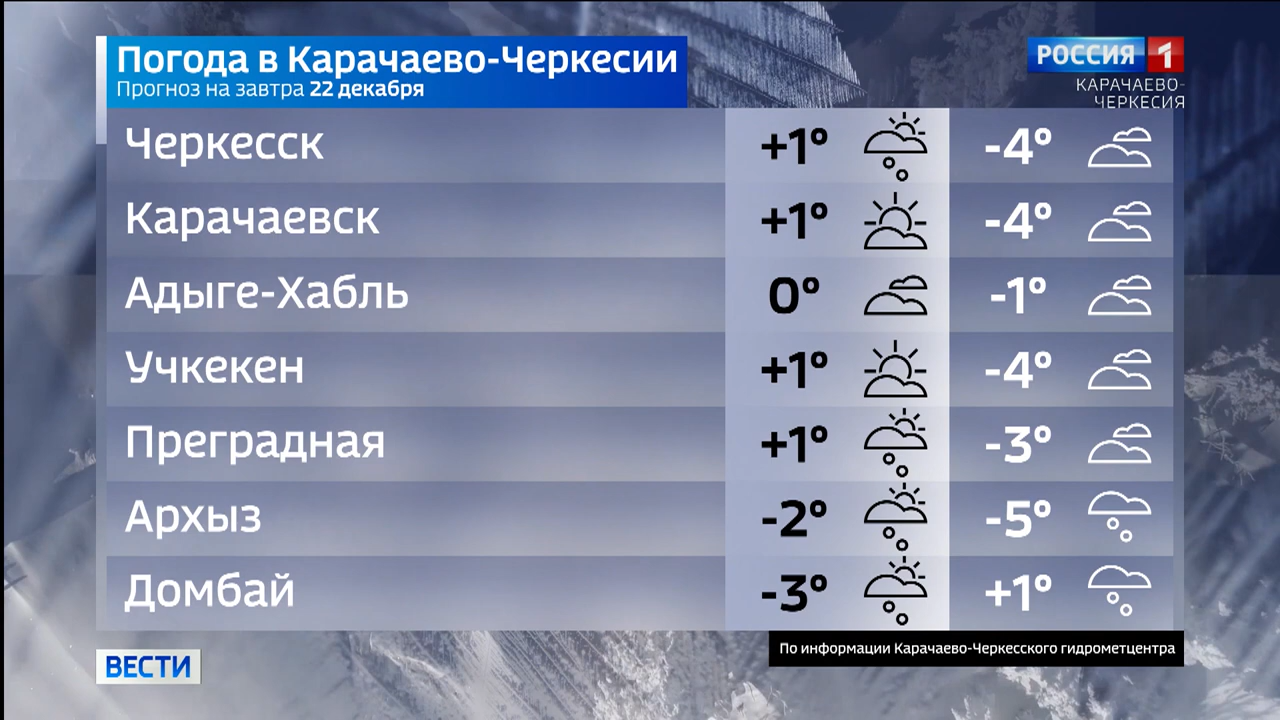 Погода в Карачаево-Черкесии
Прогноз на завтра 22 декабря
РОССИЯ 1
КАРАЧАЕВО-
ЧЕРКЕСИЯ
Черкесск +1° -4°
Карачаевск +1° -4°
Адыге-Хабль 0° -1°
Учкекен +1° -4°
Преградная +1° -3°
Архыз -2° -5°
Домбай -3° +1°
По информации Карачаево-Черкесского гидрометцентра
ВЕСТИ